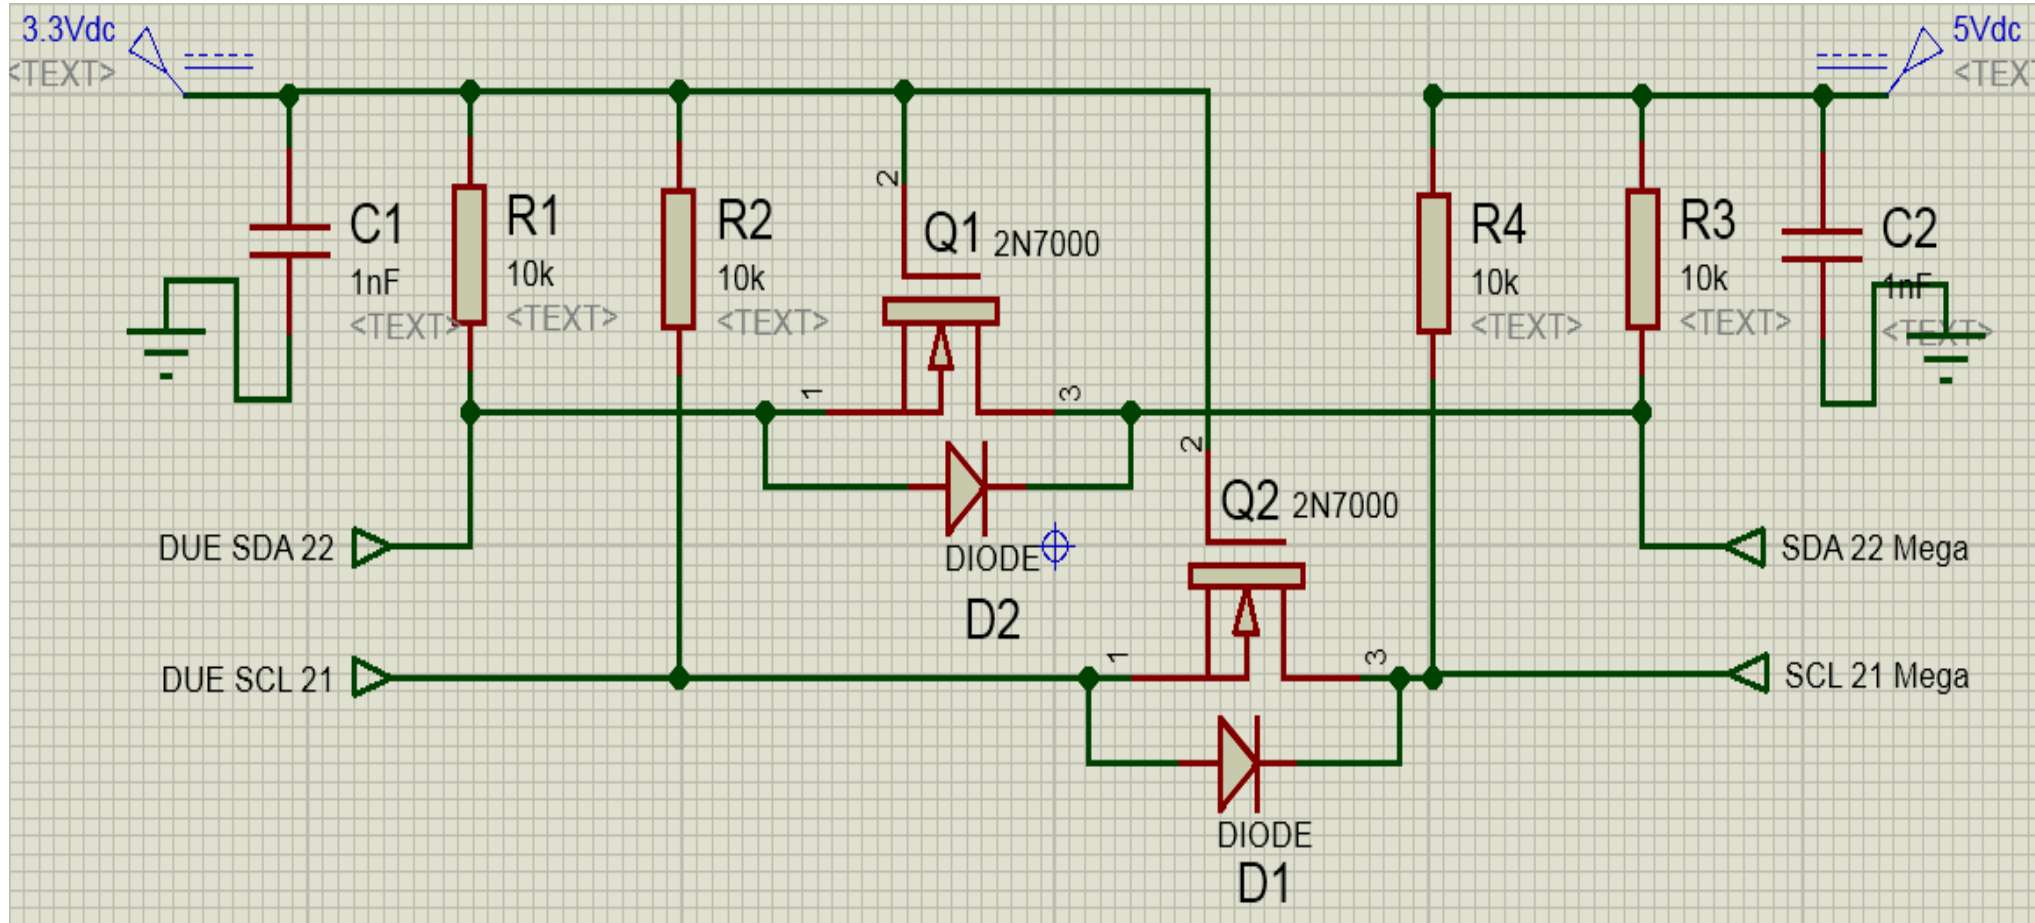 3.3Vdc
<TEXT>
5Vdc
<TEX
C1
1nF
<TEXT>
R1
10k
<TEXT>
R2
10k
<TEXT>
2
Q1 2N7000
1
3
R4
10k
<TEXT>
R3
10k
<TEXT>
C2
1nF
<TEXT>
2
Q2 2N7000
DUE SDA 22
DIODE
D2
SDA 22 Mega
DUE SCL 21
1
3
SCL 21 Mega
DIODE
D1